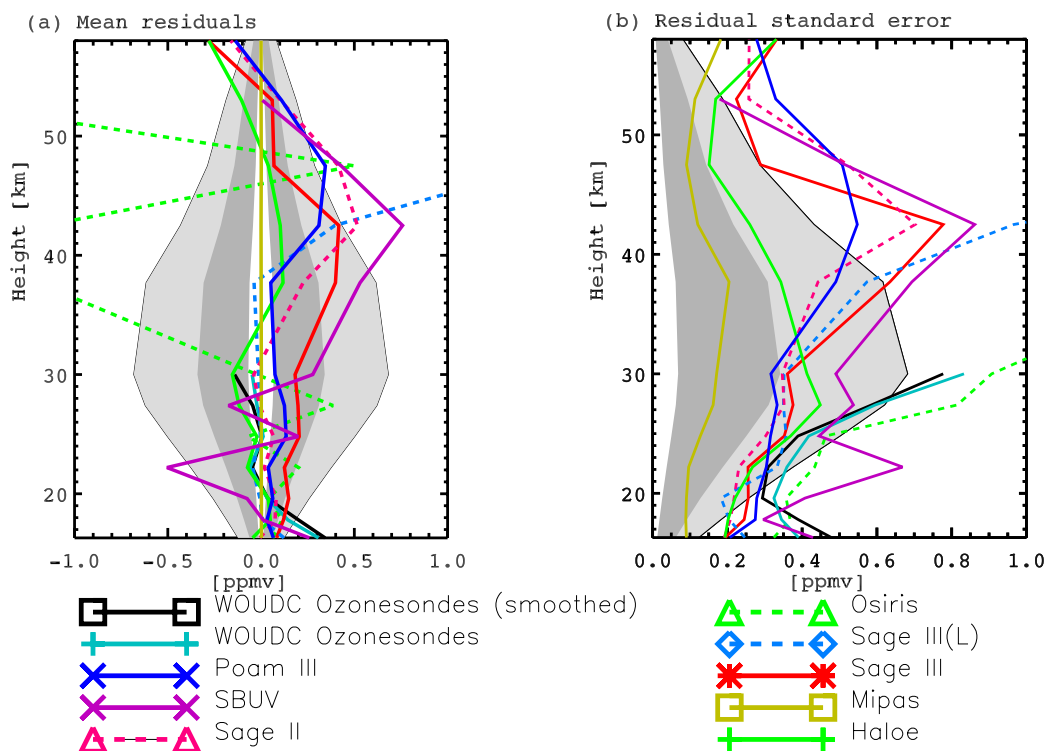 (a) Mean residuals
(b) Residual standard error
Height [km]
50
40
30
20
-1.0 -0.5 0.0 0.5 1.0
[ppmv]
Height [km]
50
40
30
20
0.0 0.2 0.4 0.6 0.8 1.0
[ppmv]
WOUDC Ozonesondes (smoothed)
WOUDC Ozonesondes
Poam III
SBUV
Sage II
Osiris
Sage III(L)
Sage III
Mipas
Haloe